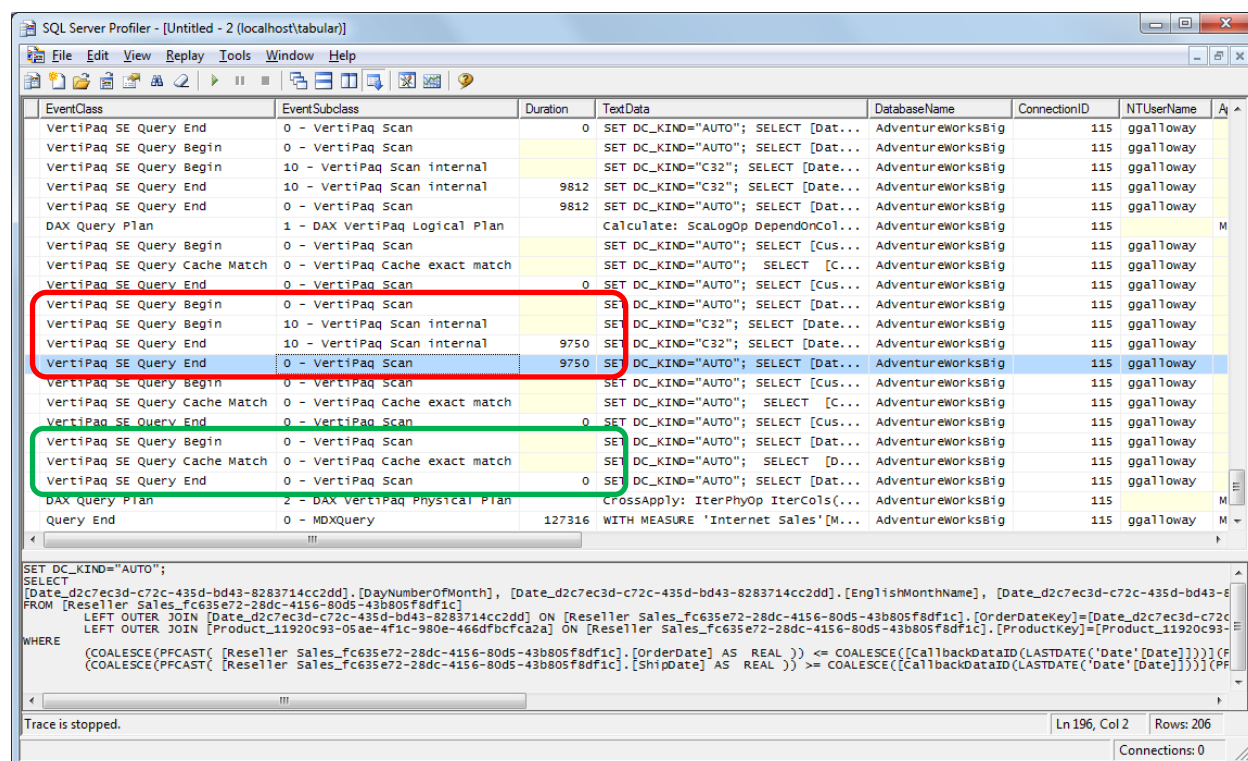 SQL Server Profiler - [Untitled - 2 (localhost\tabular)]
File Edit View Replay Tools Window Help
EventClass EventSubclass Duration TextData DatabaseName ConnectionID NTUserName
VertiPaq SE Query End 0 - VertiPaq Scan 0 SET DC_KIND="AUTO"; SELECT [Dat... AdventureWorksBig 115 ggalloway
VertiPaq SE Query Begin 0 - VertiPaq Scan SET DC_KIND="AUTO"; SELECT [Dat... AdventureWorksBig 115 ggalloway
VertiPaq SE Query Begin 10 - VertiPaq Scan internal SET DC_KIND="C32"; SELECT [Date... AdventureWorksBig 115 ggalloway
VertiPaq SE Query End 10 - VertiPaq Scan internal 9812 SET DC_KIND="C32"; SELECT [Date... AdventureWorksBig 115 ggalloway
VertiPaq SE Query End 0 - VertiPaq Scan 9812 SET DC_KIND="AUTO"; SELECT [Dat... AdventureWorksBig 115 ggalloway
DAX Query Plan 1 - DAX VertiPaq Logical Plan Calculate: ScaLogOp DependOnCol... AdventureWorksBig 115 M
VertiPaq SE Query Begin 0 - VertiPaq Scan SET DC_KIND="AUTO"; SELECT [Cus... AdventureWorksBig 115 ggalloway
VertiPaq SE Query Cache Match 0 - VertiPaq Cache exact match SET DC_KIND="AUTO"; SELECT [C... AdventureWorksBig 115 ggalloway
VertiPaq SE Query End 0 - VertiPaq Scan 0 SET DC_KIND="AUTO"; SELECT [Cus... AdventureWorksBig 115 ggalloway
VertiPaq SE Query Begin 0 - VertiPaq Scan SET DC_KIND="AUTO"; SELECT [Dat... AdventureWorksBig 115 ggalloway
VertiPaq SE Query Begin 10 - VertiPaq Scan internal SET DC_KIND="C32"; SELECT [Date... AdventureWorksBig 115 ggalloway
VertiPaq SE Query End 10 - VertiPaq Scan internal 9750 SET DC_KIND="C32"; SELECT [Date... AdventureWorksBig 115 ggalloway
VertiPaq SE Query End 0 - VertiPaq Scan 9750 SET DC_KIND="AUTO"; SELECT [Dat... AdventureWorksBig 115 ggalloway
VertiPaq SE Query Begin 0 - VertiPaq Scan SET DC_KIND="AUTO"; SELECT [Cus... AdventureWorksBig 115 ggalloway
VertiPaq SE Query Cache Match 0 - VertiPaq Cache exact match SET DC_KIND="AUTO"; SELECT [C... AdventureWorksBig 115 ggalloway
VertiPaq SE Query End 0 - VertiPaq Scan 0 SET DC_KIND="AUTO"; SELECT [Cus... AdventureWorksBig 115 ggalloway
VertiPaq SE Query Begin 0 - VertiPaq Scan SET DC_KIND="AUTO"; SELECT [Dat... AdventureWorksBig 115 ggalloway
VertiPaq SE Query Cache Match 0 - VertiPaq Cache exact match SET DC_KIND="AUTO"; SELECT [D... AdventureWorksBig 115 ggalloway
VertiPaq SE Query End 0 - VertiPaq Scan 0 SET DC_KIND="AUTO"; SELECT [Dat... AdventureWorksBig 115 ggalloway
DAX Query Plan 2 - DAX VertiPaq Physical Plan CrossApply: IterPhyOp IterCols(... AdventureWorksBig 115 M
Query End 0 - MDXQuery 127316 WITH MEASURE 'Internet Sales'[M... AdventureWorksBig 115 ggalloway M
SET DC_KIND="AUTO";
SELECT
[Date_d2c7ec3d-c72c-435d-bd43-8283714cc2dd].[DayNumberOfMonth], [Date_d2c7ec3d-c72c-435d-bd43-8283714cc2dd].[EnglishMonthName], [Date_d2c7ec3d-c72c-435d-bd43-8
FROM [Reseller Sales_fc635e72-28dc-4156-80d5-43b805f8df1c]
LEFT OUTER JOIN [Date_d2c7ec3d-c72c-435d-bd43-8283714cc2dd] ON [Reseller Sales_fc635e72-28dc-4156-80d5-43b805f8df1c].[OrderDateKey]=[Date_d2c7ec3d-c72c
LEFT OUTER JOIN [Product_11920c93-05ae-4f1c-980e-466dfbcfca2a] ON [Reseller Sales_fc635e72-28dc-4156-80d5-43b805f8df1c].[ProductKey]=[Product_11920c93-
WHERE
(COALESCE(PFCAST( [Reseller Sales_fc635e72-28dc-4156-80d5-43b805f8df1c].[OrderDate] AS REAL )) <= COALESCE([CallbackDataID(LASTDATE('Date'[Date]]))](P
(COALESCE(PFCAST( [Reseller Sales_fc635e72-28dc-4156-80d5-43b805f8df1c].[ShipDate] AS REAL )) >= COALESCE([CallbackDataID(LASTDATE('Date'[Date]]))](PF
Trace is stopped. Ln 196, Col 2 Rows: 206
Connections: 0